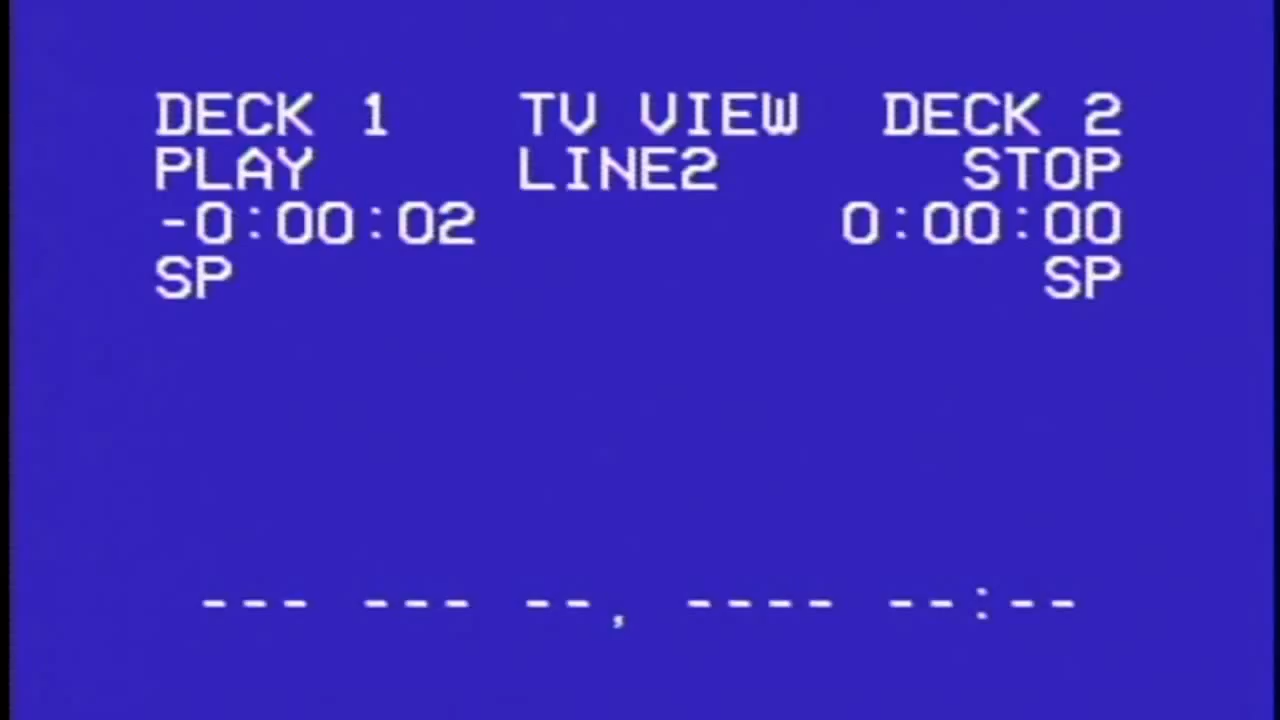 DECK 1 TV VIEW DECK 2
PLAY LINE2 STOP
-0:00:02 0:00:00
SP SP
--- --- --, ---- --:--